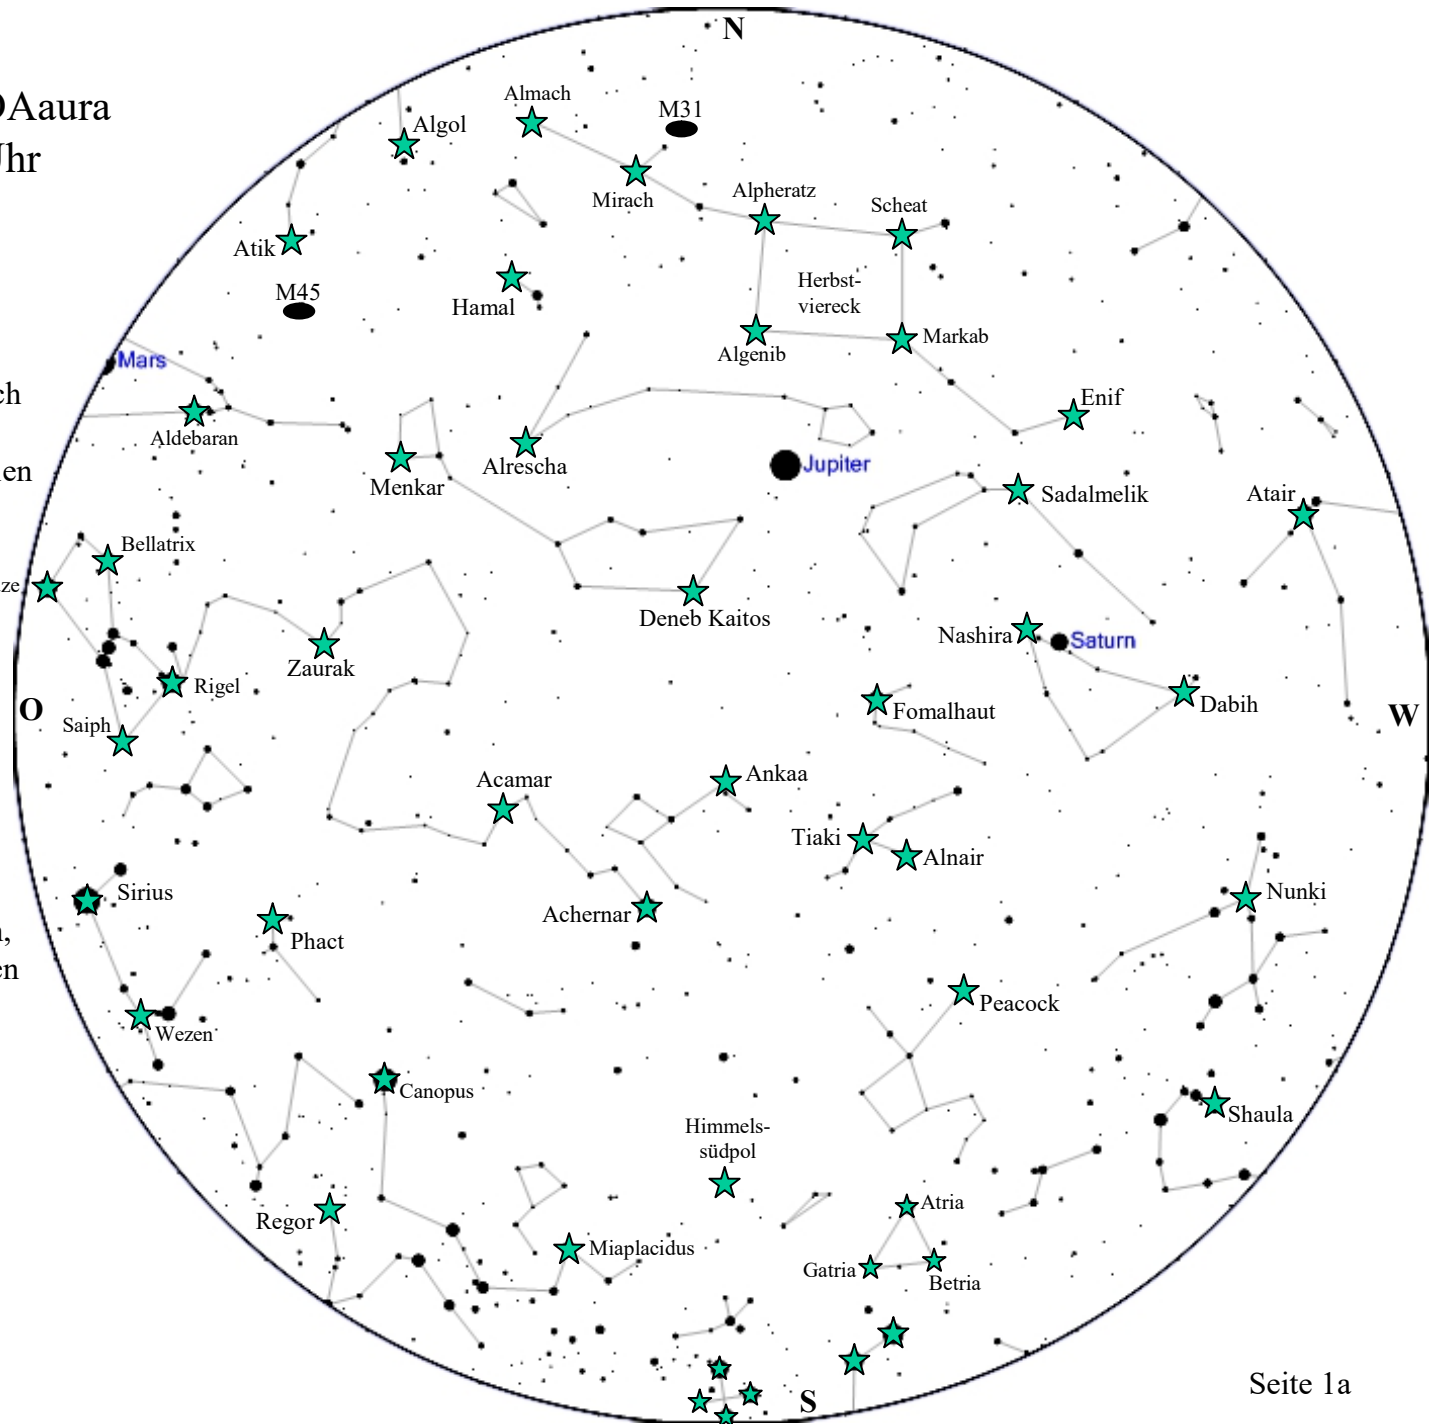 N
DAaura
Uhr
Almach
M31
Algol
Alpheratz
Mirach
Scheat
Atik
Herbst-
viereck
M45
Hamal
Markab
Algenib
Mars
ch
Enif
Aldebaran
Alrescha
Jupiter
en
Menkar
Sadalmelik
Atair
Bellatrix
ze
Deneb Kaitos
Nashira
Saturn
Zaurak
Rigel
O
Fomalhaut
Dabih
W
Saiph
Acamar
Ankaa
Tiaki
Alnair
Sirius
Nunki
Achernar
Phact
,
en
Peacock
Wezen
Canopus
Shaula
Himmels-
südpol
Regor
Atria
Miaplacidus
Gatria
Betria
Seite 1a
S